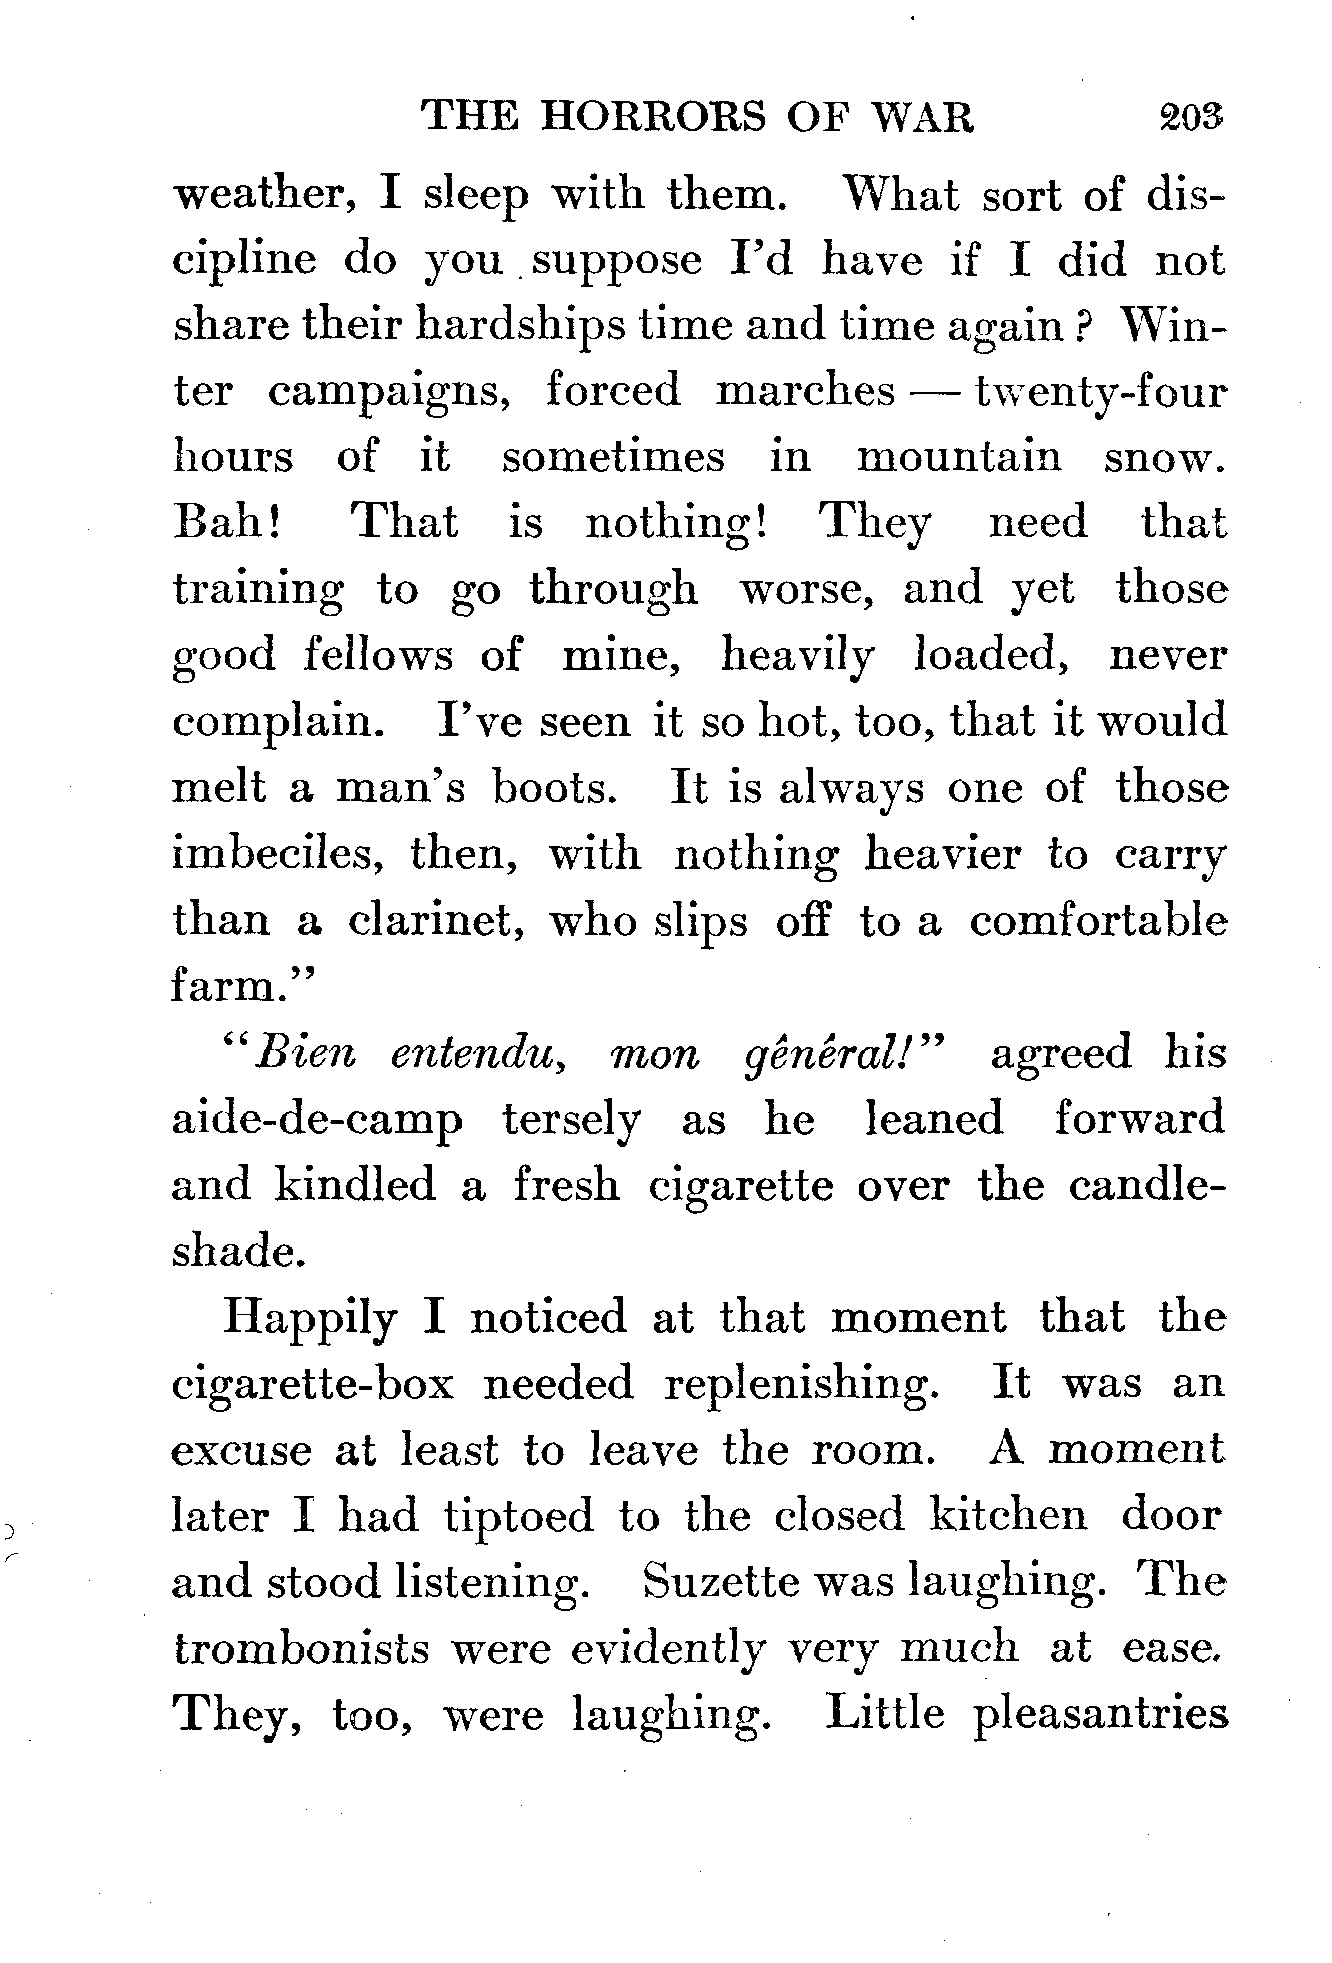 THE HORRORS OF WAR 203
weather, I sleep with them. What sort of dis-
cipline do you suppose I'd have if I did not
share their hardships time and time again? Win-
ter campaigns, forced marches — twenty-four
hours of it sometimes in mountain snow.
Bah! That is nothing! They need that
training to go through worse, and yet those
good fellows of mine, heavily loaded, never
complain. I've seen it so hot, too, that it would
melt a man's boots. It is always one of those
imbeciles, then, with nothing heavier to carry
than a clarinet, who slips off to a comfortable
farm."
"Bien entendu, mon général!" agreed his
aide-de-camp tersely as he leaned forward
and kindled a fresh cigarette over the candle-
shade.
Happily I noticed at that moment that the
cigarette-box needed replenishing. It was an
excuse at least to leave the room. A moment
later I had tiptoed to the closed kitchen door
and stood listening. Suzette was laughing. The
trombonists were evidently very much at ease.
They, too, were laughing. Little pleasantries